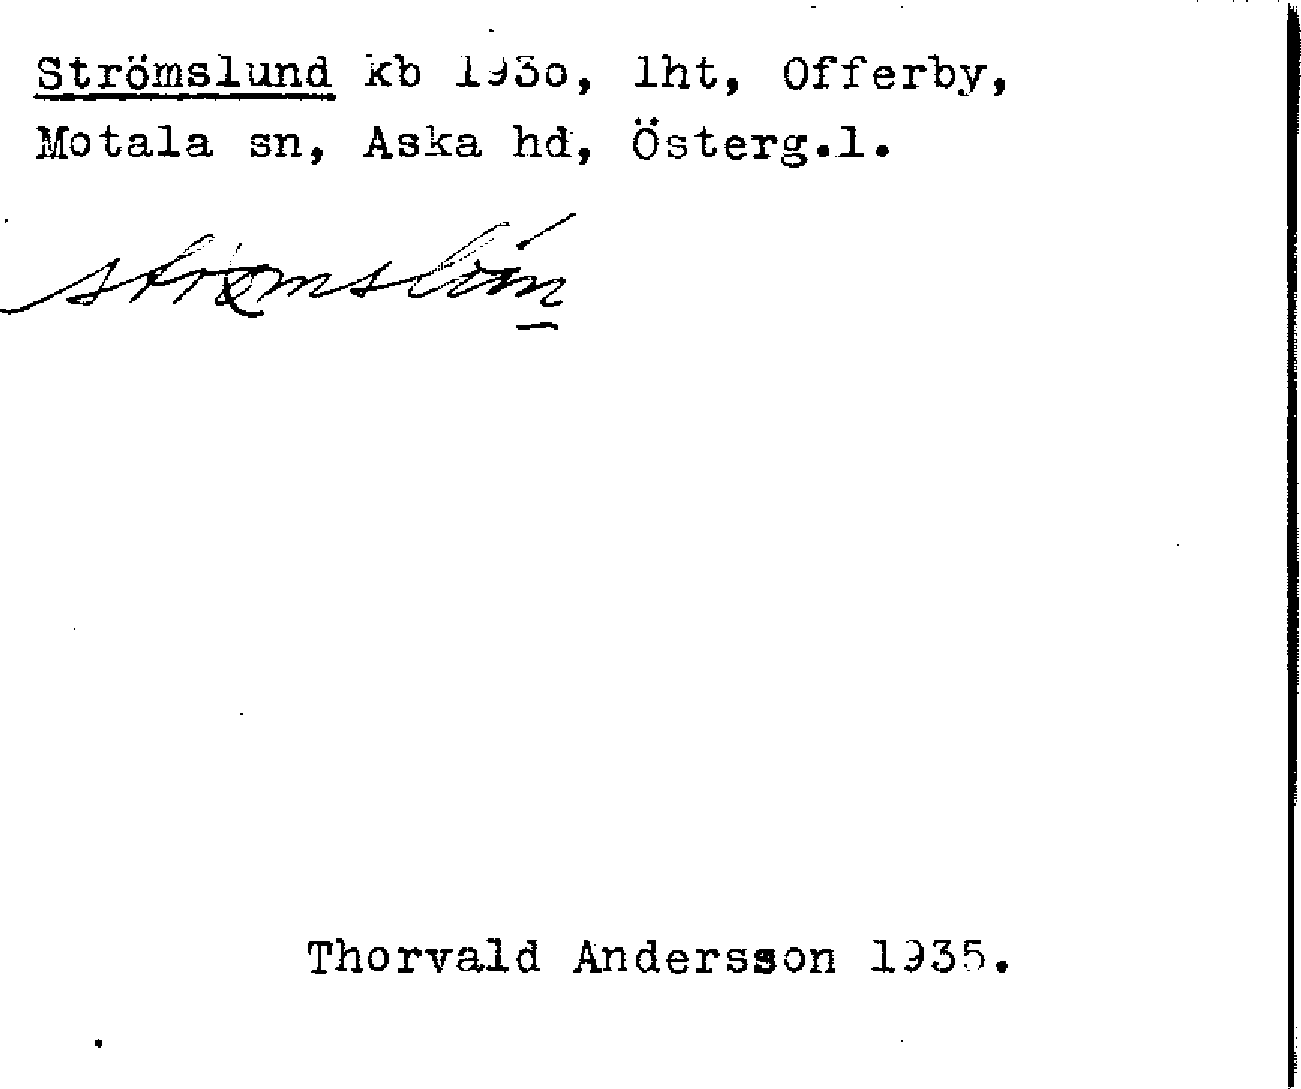 Strömslund kb 1930, lht, Offerby,
Motala sn, Aska hd, Österg.l.
Thorvald Andersson 1935.